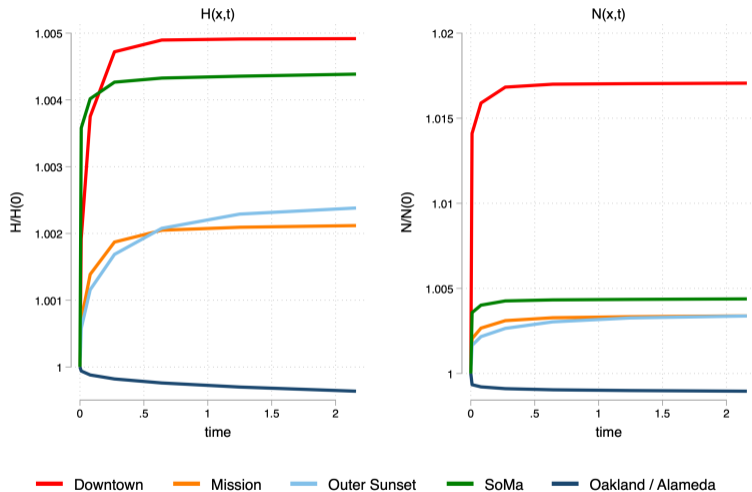 H(x,t)
H/H(0)
1.005
1.004
1.003
1.002
1.001
1
0 .5 1 1.5 2
time
N(x,t)
N/N(0)
1.02
1.015
1.01
1.005
1
0 .5 1 1.5 2
time
Downtown Mission Outer Sunset SoMa Oakland / Alameda